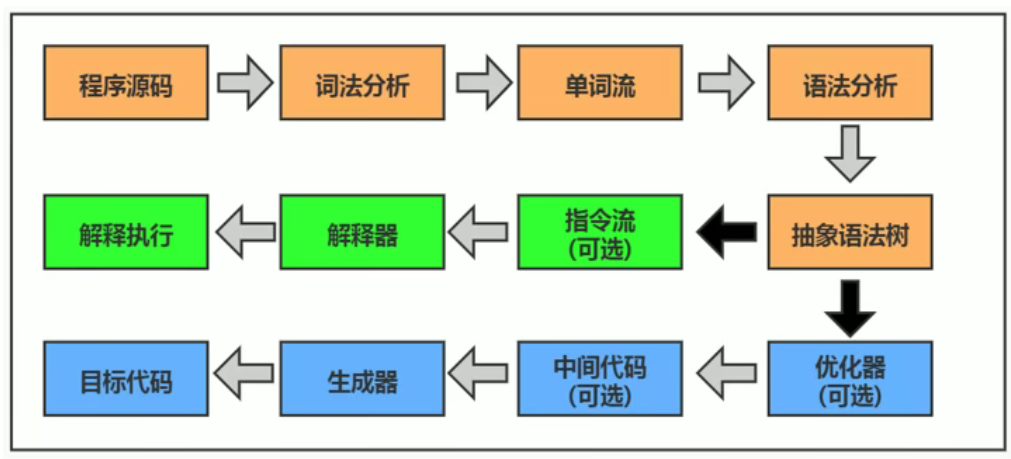 程序源码
词法分析
单词流
语法分析
解释执行
解释器
指令流
(可选)
抽象语法树
目标代码
生成器
中间代码
(可选)
优化器
(可选)